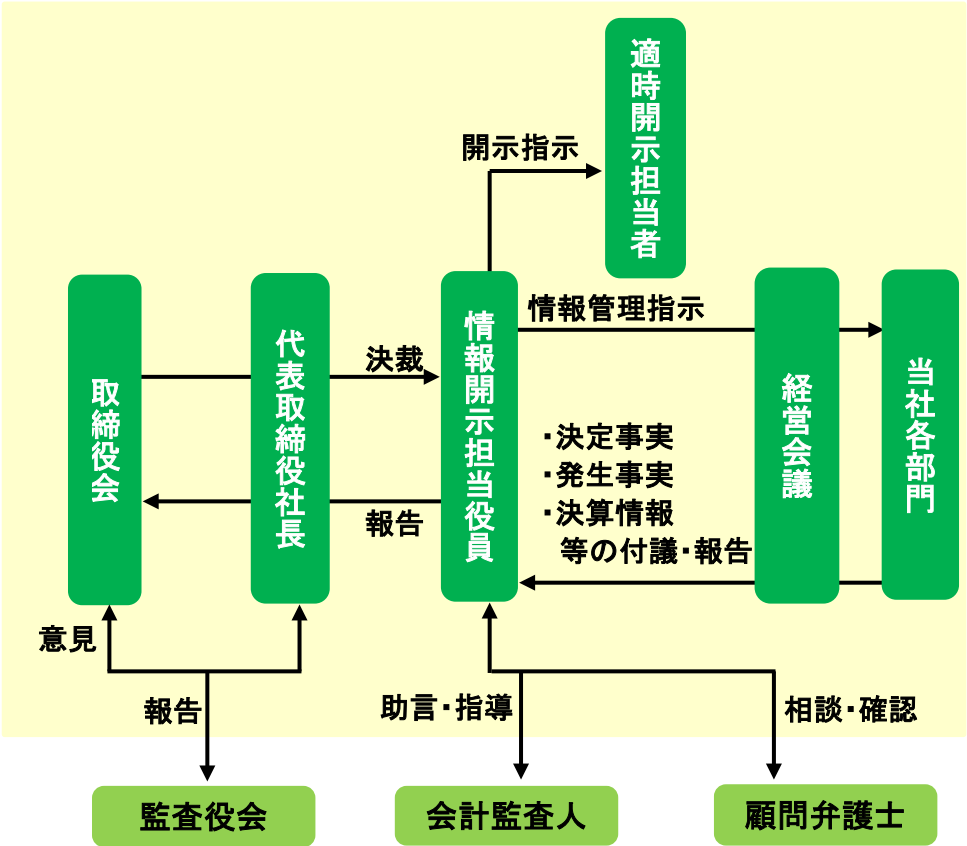 適時開示担当者
開示指示
取締役会
代表取締役社長
決裁
報告
情報開示担当役員
情報管理指示
・決定事実
・発生事実
・決算情報
等の付議・報告
経営会議
当社各部門
意見
報告
助言・指導
相談・確認
監査役会
会計監査人
顧問弁護士